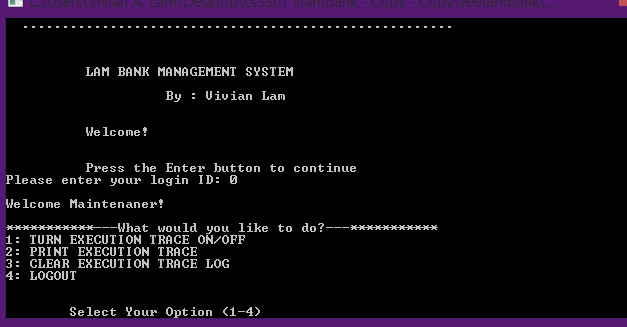 C:\Users\Vivian A. Lam\Desktop\cs3307 vlambank - Copy - Copy\veelambank\...
------------------------------------------------------
LAM BANK MANAGEMENT SYSTEM
By : Vivian Lam
Welcome!
Press the Enter button to continue
Please enter your login ID: 0
Welcome Maintenaner!
***********---What would you like to do?---***********
1: TURN EXECUTION TRACE ON/OFF
2: PRINT EXECUTION TRACE
3: CLEAR EXECUTION TRACE LOG
4: LOGOUT
Select Your Option (1-4)